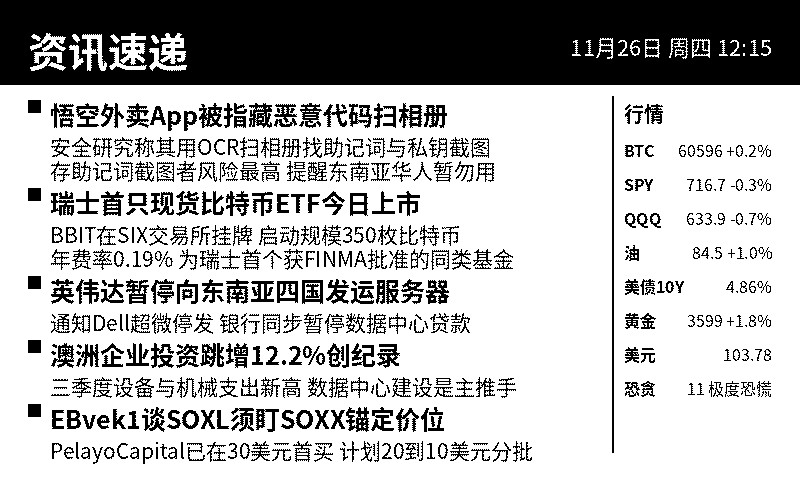 资讯速递
11月26日 周四 12:15
悟空外卖App被指藏恶意代码扫相册
安全研究称其用OCR扫相册找助记词与私钥截图
存助记词截图者风险最高 提醒东南亚华人暂勿用
瑞士首只现货比特币ETF今日上市
BBIT在SIX交易所挂牌 启动规模350枚比特币
年费率0.19% 为瑞士首个获FINMA批准的同类基金
英伟达暂停向东南亚四国发运服务器
通知Dell超微停发 银行同步暂停数据中心贷款
澳洲企业投资跳增12.2%创纪录
三季度设备与机械支出新高 数据中心建设是主推手
EBvek1谈SOXL须盯SOXX锚定价位
PelayoCapital已在30美元首买 计划20到10美元分批
行情
BTC 60596 +0.2%
SPY 716.7 -0.3%
QQQ 633.9 -0.7%
油 84.5 +1.0%
美债10Y 4.86%
黄金 3599 +1.8%
美元 103.78
恐贪 11 极度恐慌